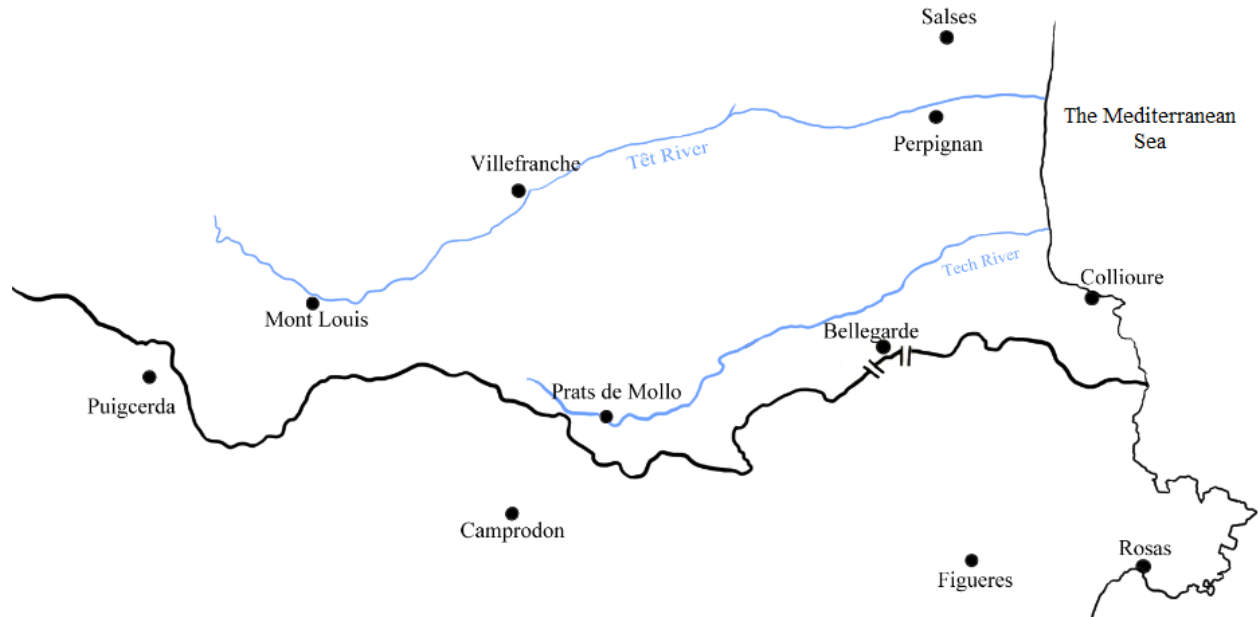 Salses
The Mediterranean
Sea
Perpignan
Têt River
Villefranche
Tech River
Collioure
Mont Louis
Bellegarde
Prats de Mollo
Puigcerda
Camprodon
Rosas
Figueres